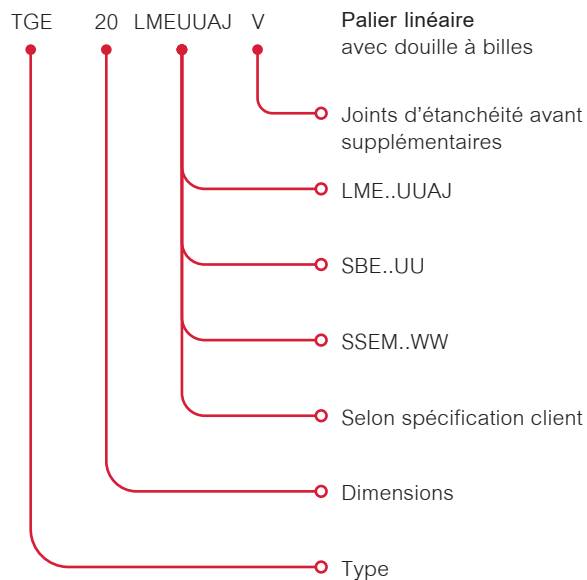 TGE 20 LMEUUAJ V
Palier linéaire
avec douille à billes
Joints d'étanchéité avant
supplémentaires
LME..UUAJ
SBE..UU
SSEM..WW
Selon spécification client
Dimensions
Type